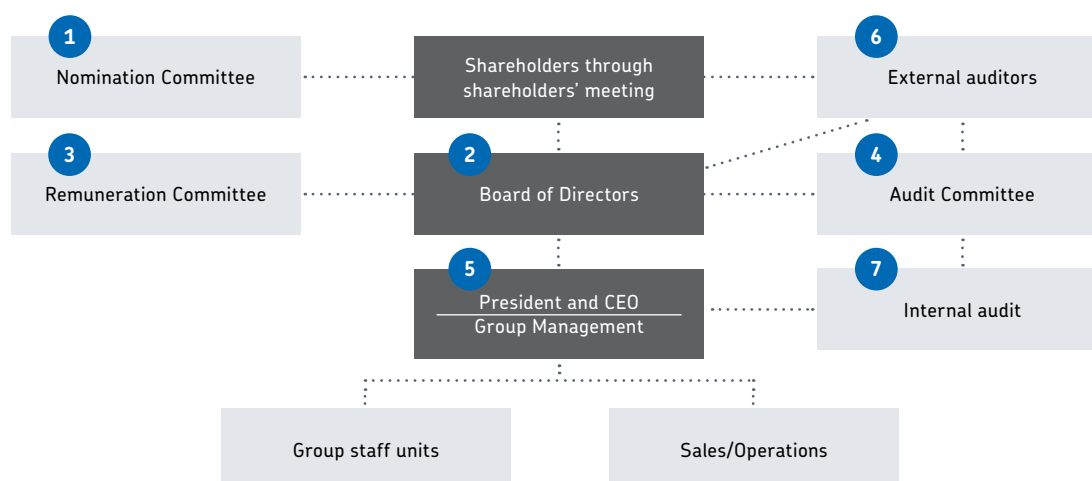 1
Nomination Committee
Shareholders through
shareholders’ meeting
6
External auditors
3
Remuneration Committee
2
Board of Directors
4
Audit Committee
5
President and CEO
Group Management
7
Internal audit
Group staff units
Sales/Operations